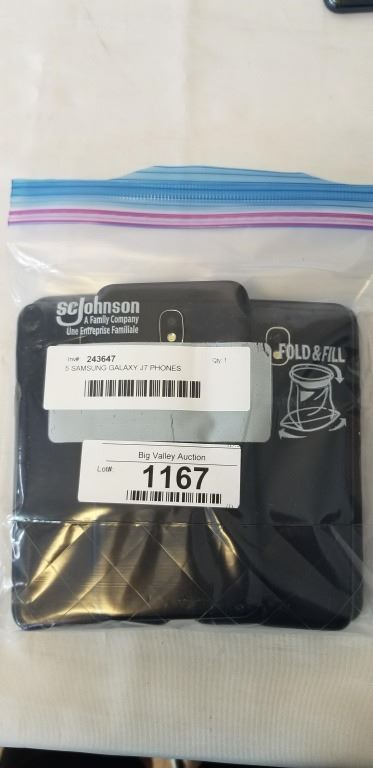 scJohnson
A Family Company
Une Entreprise Familiale
FOLD & FILL
Inv#: 243647 Qty: 1
5 SAMSUNG GALAXY J7 PHONES
Big Valley Auction
Lot#: 1167